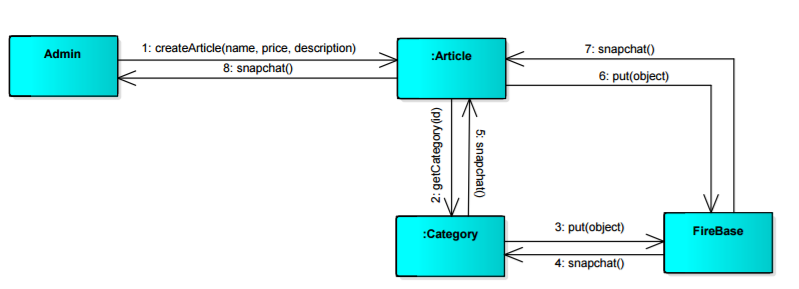 Admin
1: createArticle(name, price, description)
8: snapchat()
:Article
7: snapchat()
6: put(object)
2: getCategory(id)
5: snapchat()
:Category
3: put(object)
4: snapchat()
FireBase